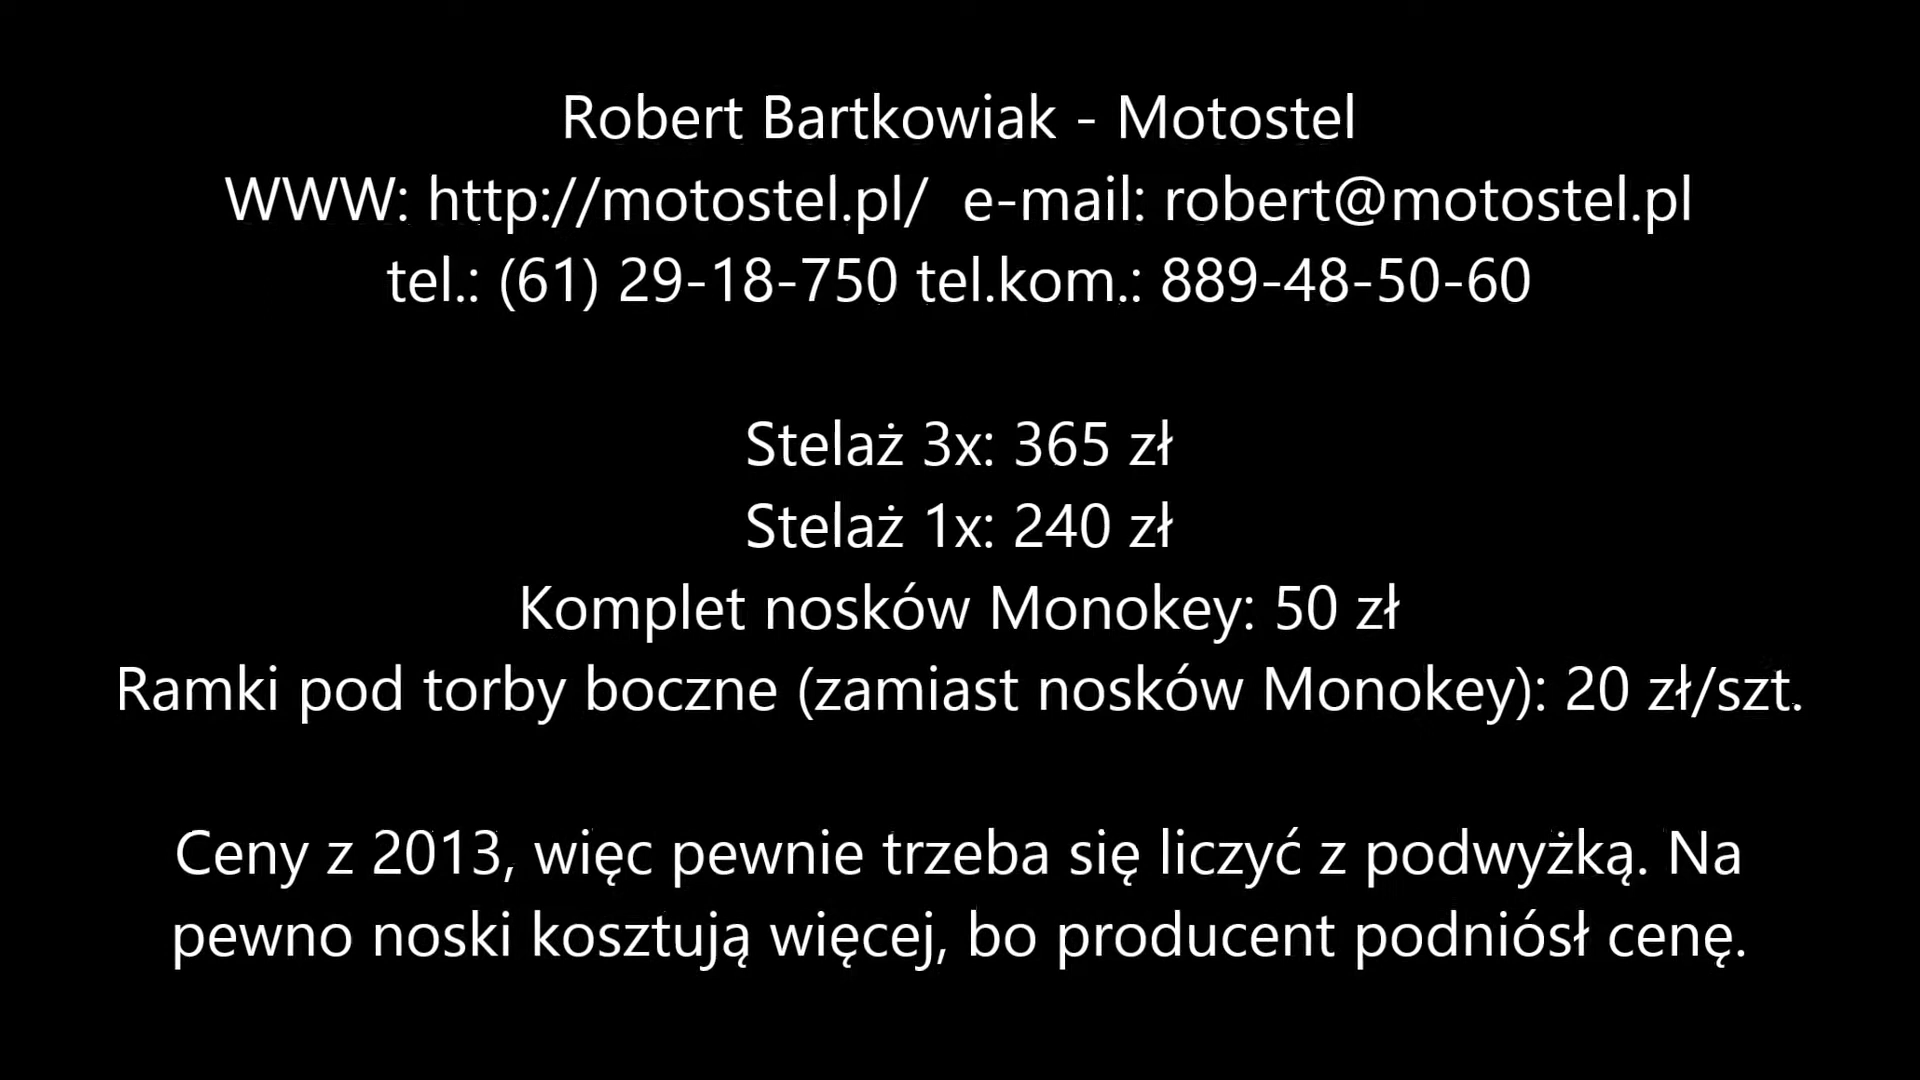 Robert Bartkowiak - Motostel
WWW: http://motostel.pl/ e-mail: robert@motostel.pl
tel.: (61) 29-18-750 tel.kom.: 889-48-50-60
Stelaż 3x: 365 zł
Stelaż 1x: 240 zł
Komplet nosków Monokey: 50 zł
Ramki pod torby boczne (zamiast nosków Monokey): 20 zł/szt.
Ceny z 2013, więc pewnie trzeba się liczyć z podwyżką. Na
pewno noski kosztują więcej, bo producent podniósł cenę.